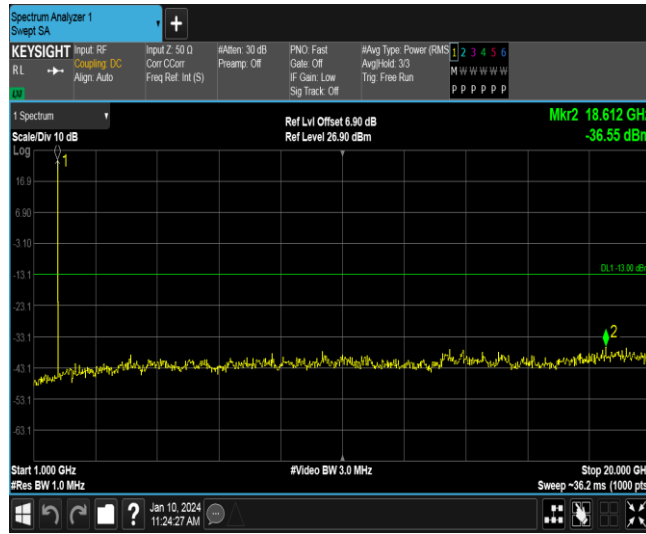 Spectrum Analyzer 1
Swept SA
+
KEYSIGHT Input: RF Input Z: 50 Ω #Atten: 30 dB PNO: Fast #Avg Type: Power (RMS 1 2 3 4 5 6
RL Coupling: DC Corr CCorr Preamp: Off Gate: Off Avg|Hold: 3/3 M W W W W W
Align: Auto Freq Ref: Int (S) IF Gain: Low Trig: Free Run
Sig Track: Off P P P P P P
LXI
1 Spectrum Ref Lvl Offset 6.90 dB Mkr2 18.612 GHz
Scale/Div 10 dB Ref Level 26.90 dBm -36.55 dBm
Log
1
16.9
6.90
-3.10
-13.1 DL1 -13.00 dBm
-23.1
-33.1 2
-43.1
-53.1
-63.1
Start 1.000 GHz #Video BW 3.0 MHz Stop 20.000 GHz
#Res BW 1.0 MHz Sweep ~36.2 ms (1000 pts
? Jan 10, 2024
11:24:27 AM